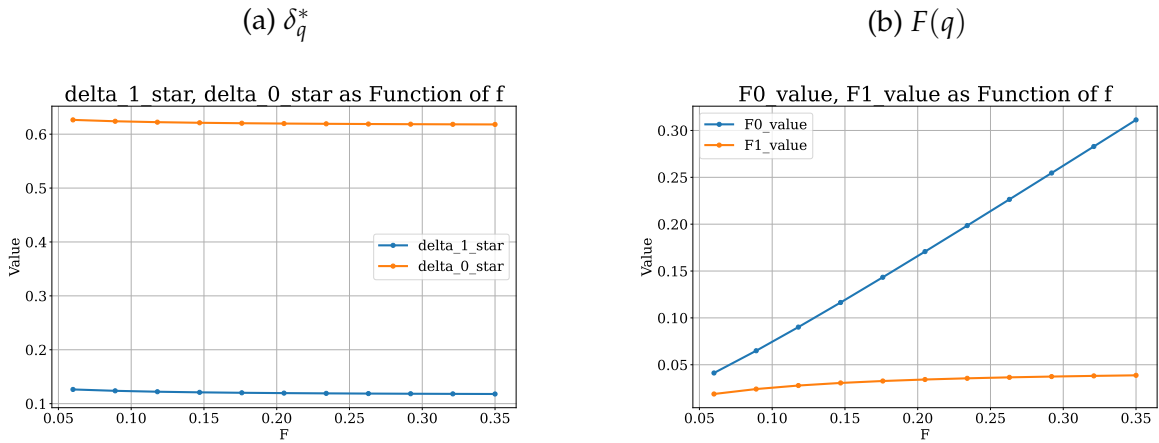 (a) δ*q
(b) F(q)
delta_1_star, delta_0_star as Function of f
0.6
0.5
0.4
0.3
0.2
0.1
Value
delta_1_star
delta_0_star
0.05 0.10 0.15 0.20 0.25 0.30 0.35
F
F0_value, F1_value as Function of f
F0_value
F1_value
0.30
0.25
0.20
0.15
0.10
0.05
Value
0.05 0.10 0.15 0.20 0.25 0.30 0.35
F